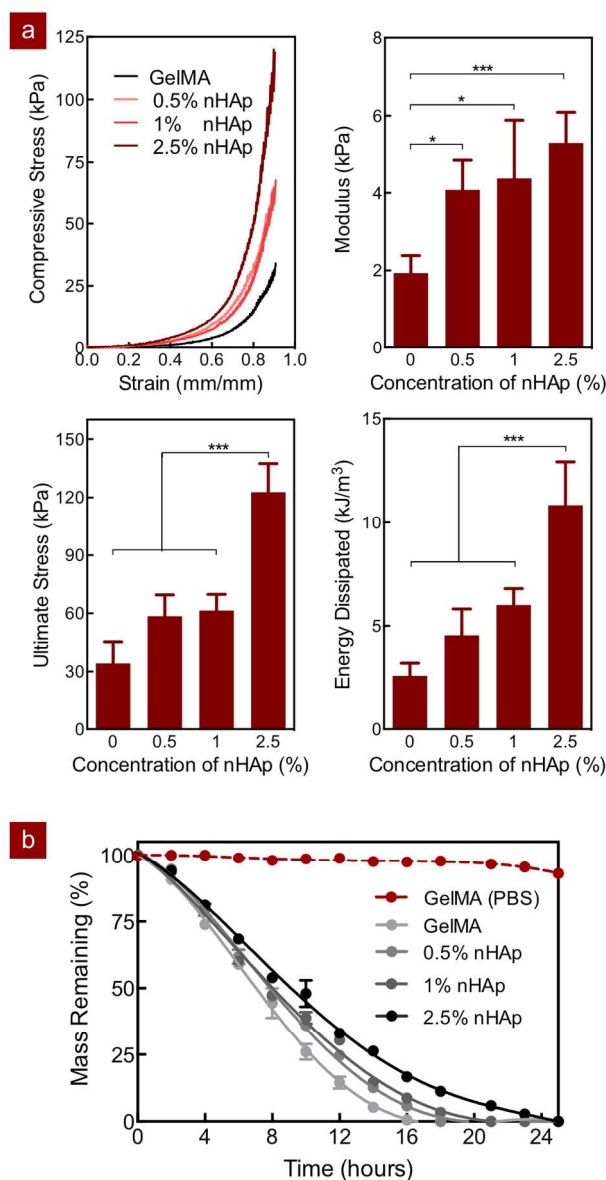 a
125
100
75
50
25
0
Compressive Stress (kPa)
GelMA
0.5% nHAp
1% nHAp
2.5% nHAp
0.0 0.2 0.4 0.6 0.8 1.0
Strain (mm/mm)
8
6
4
2
0
Modulus (kPa)
***
*
*
0 0.5 1 2.5
Concentration of nHAp (%)
150
120
90
60
30
0
Ultimate Stress (kPa)
***
0 0.5 1 2.5
Concentration of nHAp (%)
15
10
5
0
Energy Dissipated (kJ/m³)
***
0 0.5 1 2.5
Concentration of nHAp (%)
b
100
75
50
25
0
Mass Remaining (%)
GelMA (PBS)
GelMA
0.5% nHAp
1% nHAp
2.5% nHAp
0 4 8 12 16 20 24
Time (hours)